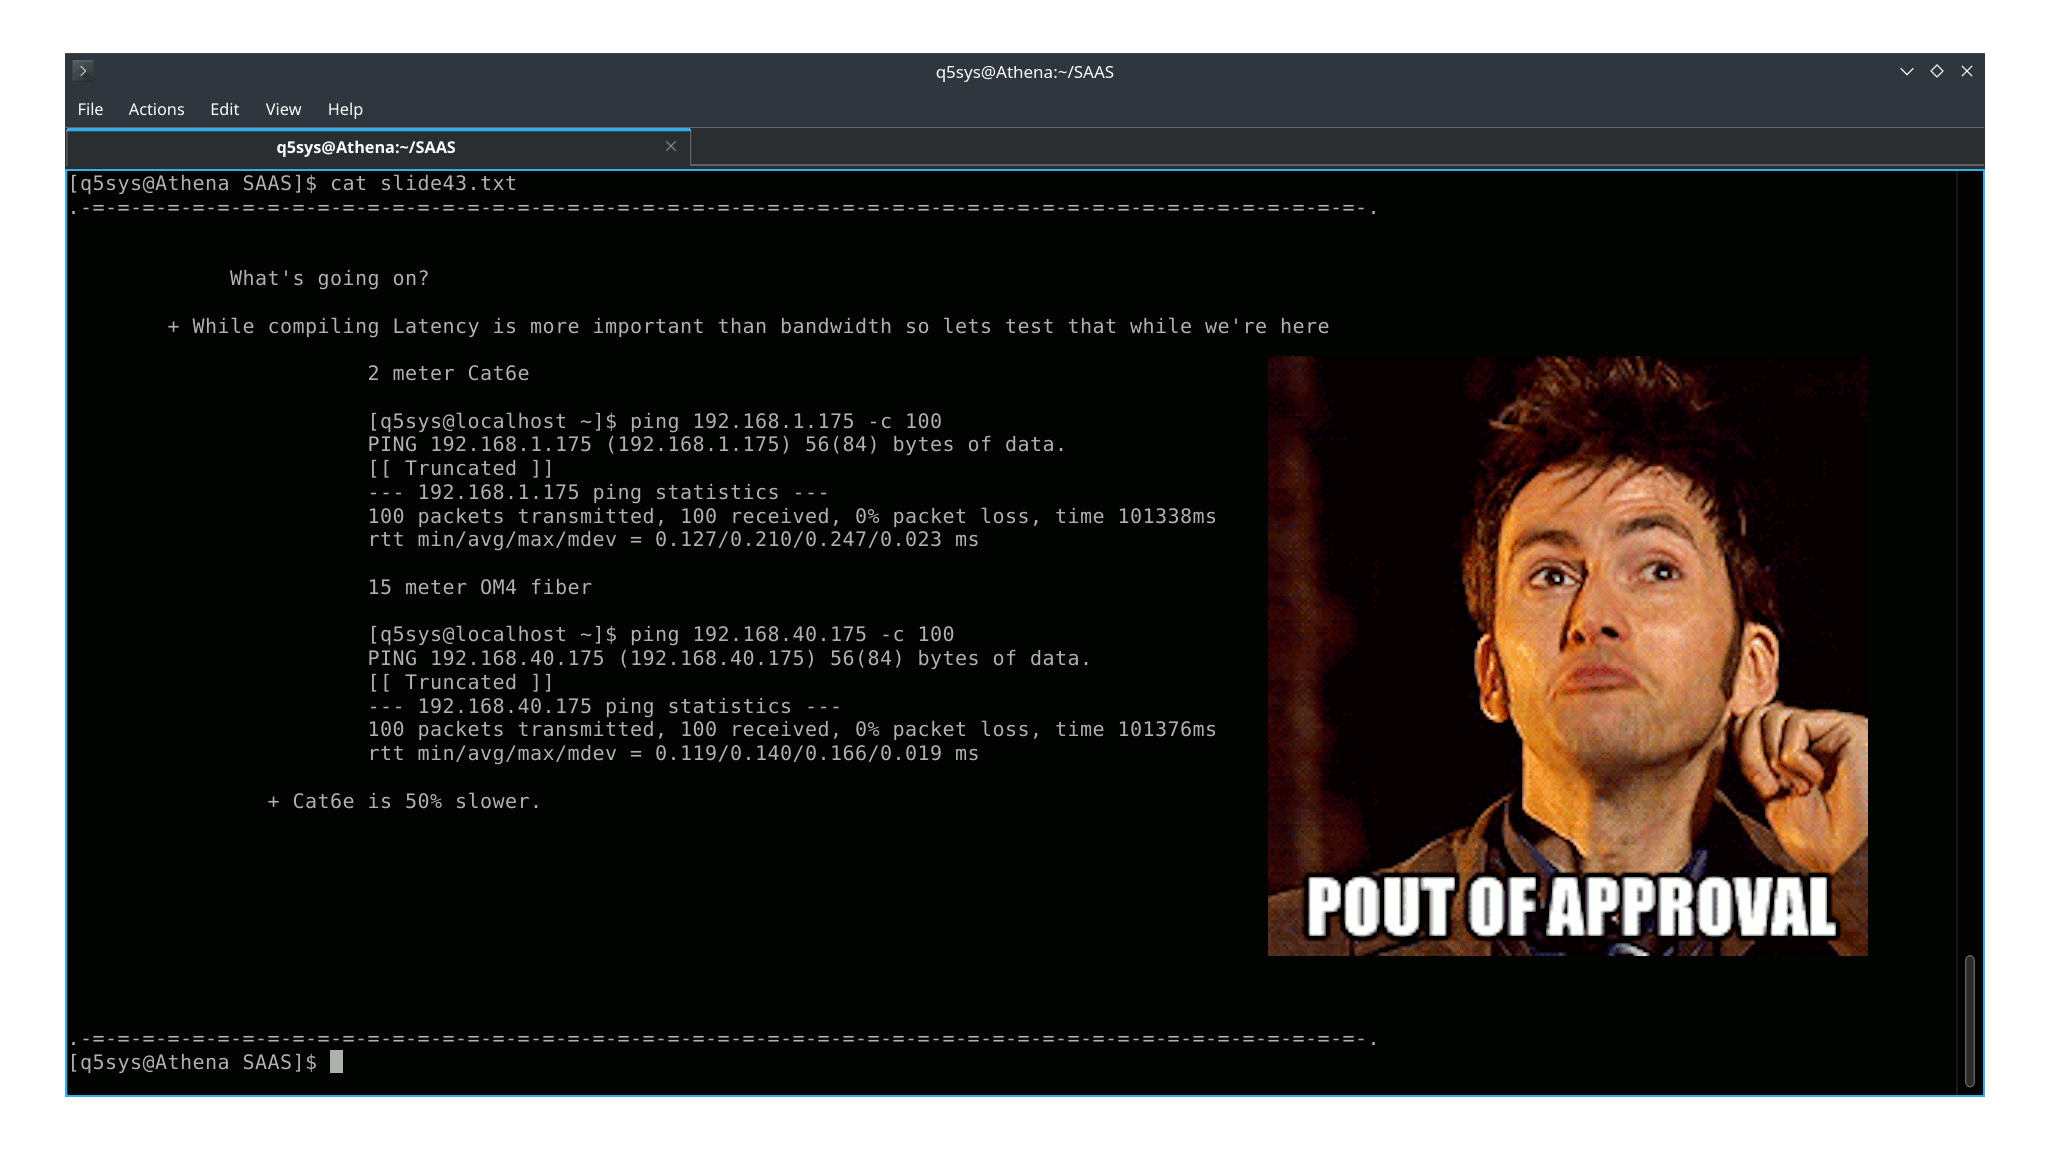 q5sys@Athena:~/SAAS
File Actions Edit View Help
q5sys@Athena:~/SAAS
[q5sys@Athena SAAS]$ cat slide43.txt
.-=-=-=-=-=-=-=-=-=-=-=-=-=-=-=-=-=-=-=-=-=-=-=-=-=-=-=-=-=-=-=-=-=-=-=-=-=-=-=-=-=-=-=-=-=-=-=-=-=-=-=-=-.
What's going on?
+ While compiling Latency is more important than bandwidth so lets test that while we're here
2 meter Cat6e
[q5sys@localhost ~]$ ping 192.168.1.175 -c 100
PING 192.168.1.175 (192.168.1.175) 56(84) bytes of data.
[[ Truncated ]]
--- 192.168.1.175 ping statistics ---
100 packets transmitted, 100 received, 0% packet loss, time 101338ms
rtt min/avg/max/mdev = 0.127/0.210/0.247/0.023 ms
15 meter OM4 fiber
[q5sys@localhost ~]$ ping 192.168.40.175 -c 100
PING 192.168.40.175 (192.168.40.175) 56(84) bytes of data.
[[ Truncated ]]
--- 192.168.40.175 ping statistics ---
100 packets transmitted, 100 received, 0% packet loss, time 101376ms
rtt min/avg/max/mdev = 0.119/0.140/0.166/0.019 ms
+ Cat6e is 50% slower.
POUT OF APPROVAL
.-=-=-=-=-=-=-=-=-=-=-=-=-=-=-=-=-=-=-=-=-=-=-=-=-=-=-=-=-=-=-=-=-=-=-=-=-=-=-=-=-=-=-=-=-=-=-=-=-=-=-=-=-.
[q5sys@Athena SAAS]$